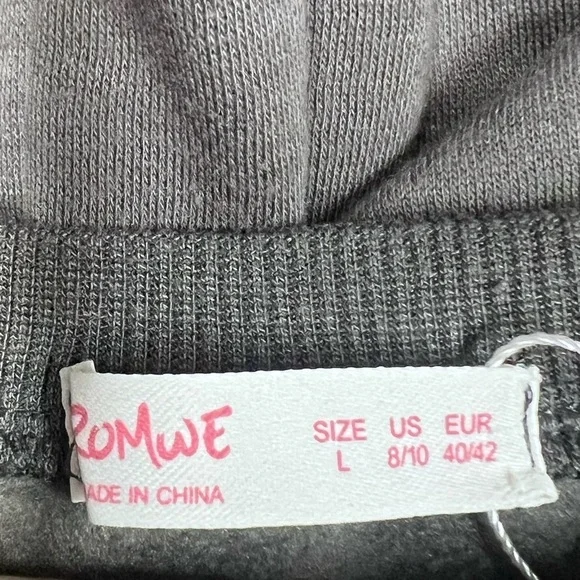 ROMWE
MADE IN CHINA
SIZE US EUR
L 8/10 40/42